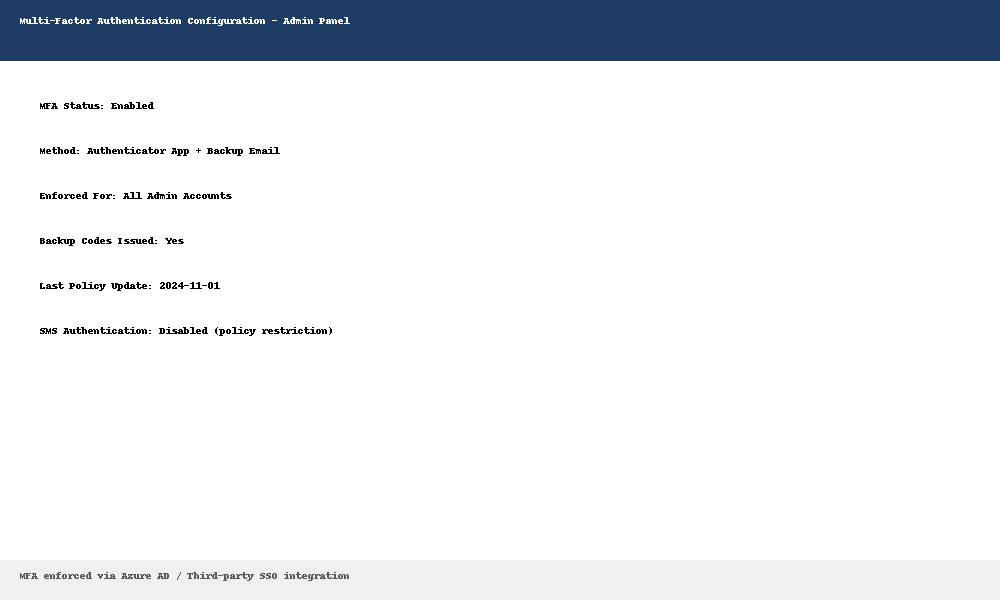 Multi-Factor Authentication Configuration - Admin Panel
MFA Status: Enabled
Method: Authenticator App + Backup Email
Enforced For: All Admin Accounts
Backup Codes Issued: Yes
Last Policy Update: 2024-11-01
SMS Authentication: Disabled (policy restriction)
MFA enforced via Azure AD / Third-party SSO integration